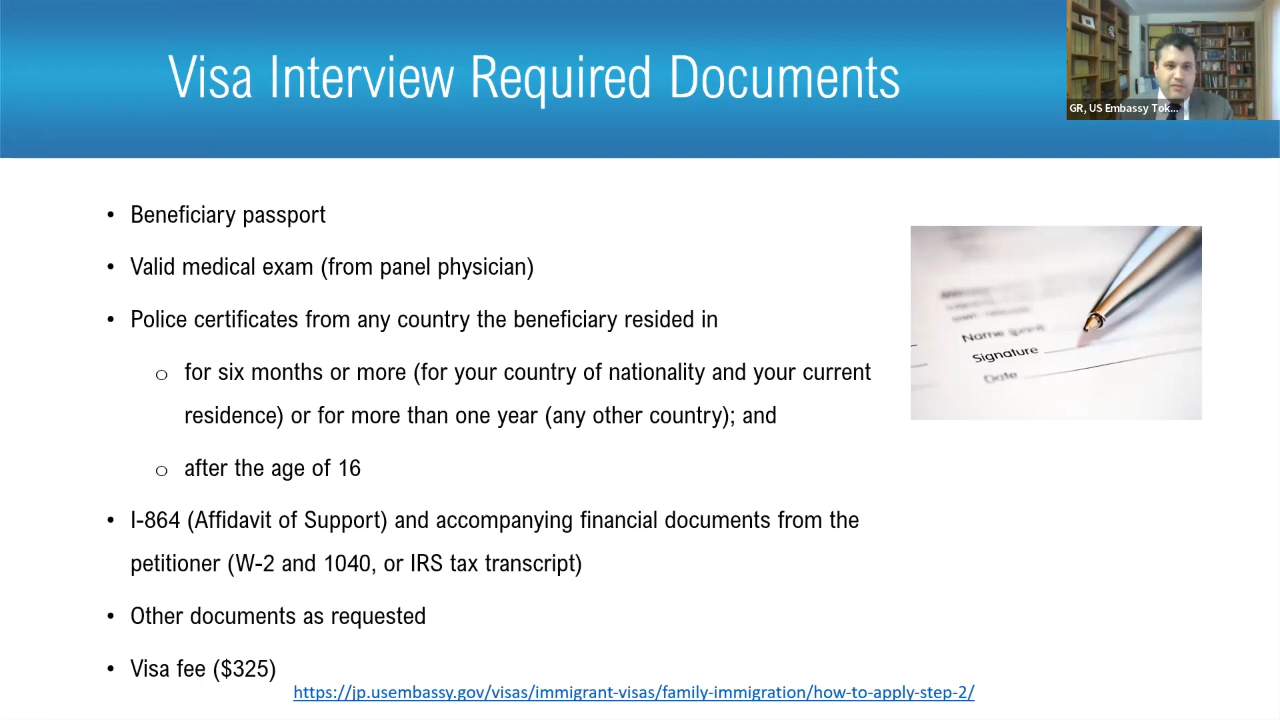 Visa Interview Required Documents
GR, US Embassy Tok...
• Beneficiary passport
• Valid medical exam (from panel physician)
• Police certificates from any country the beneficiary resided in
o for six months or more (for your country of nationality and your current
residence) or for more than one year (any other country); and
o after the age of 16
• I-864 (Affidavit of Support) and accompanying financial documents from the
petitioner (W-2 and 1040, or IRS tax transcript)
• Other documents as requested
• Visa fee ($325)
https://jp.usembassy.gov/visas/immigrant-visas/family-immigration/how-to-apply-step-2/
Name (print)
Signature
Date